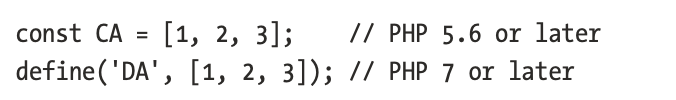 const CA = [1, 2, 3];    // PHP 5.6 or later
define('DA', [1, 2, 3]); // PHP 7 or later